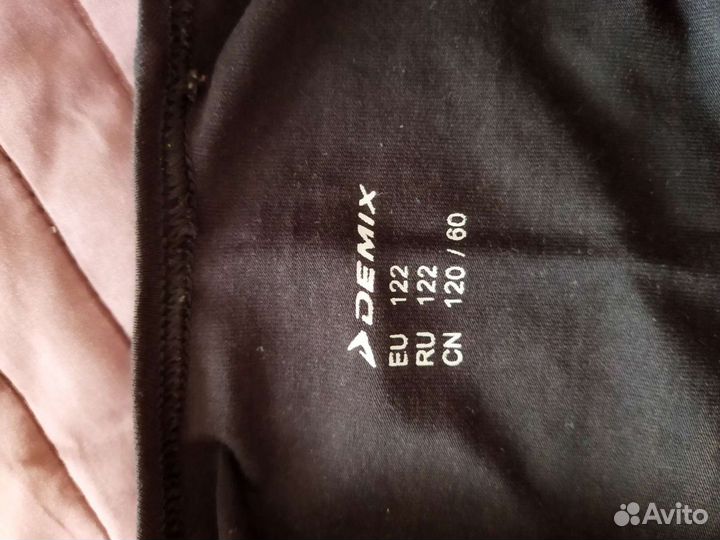 DEMIX
EU 122
RU 122
CN 120 / 60
Avito